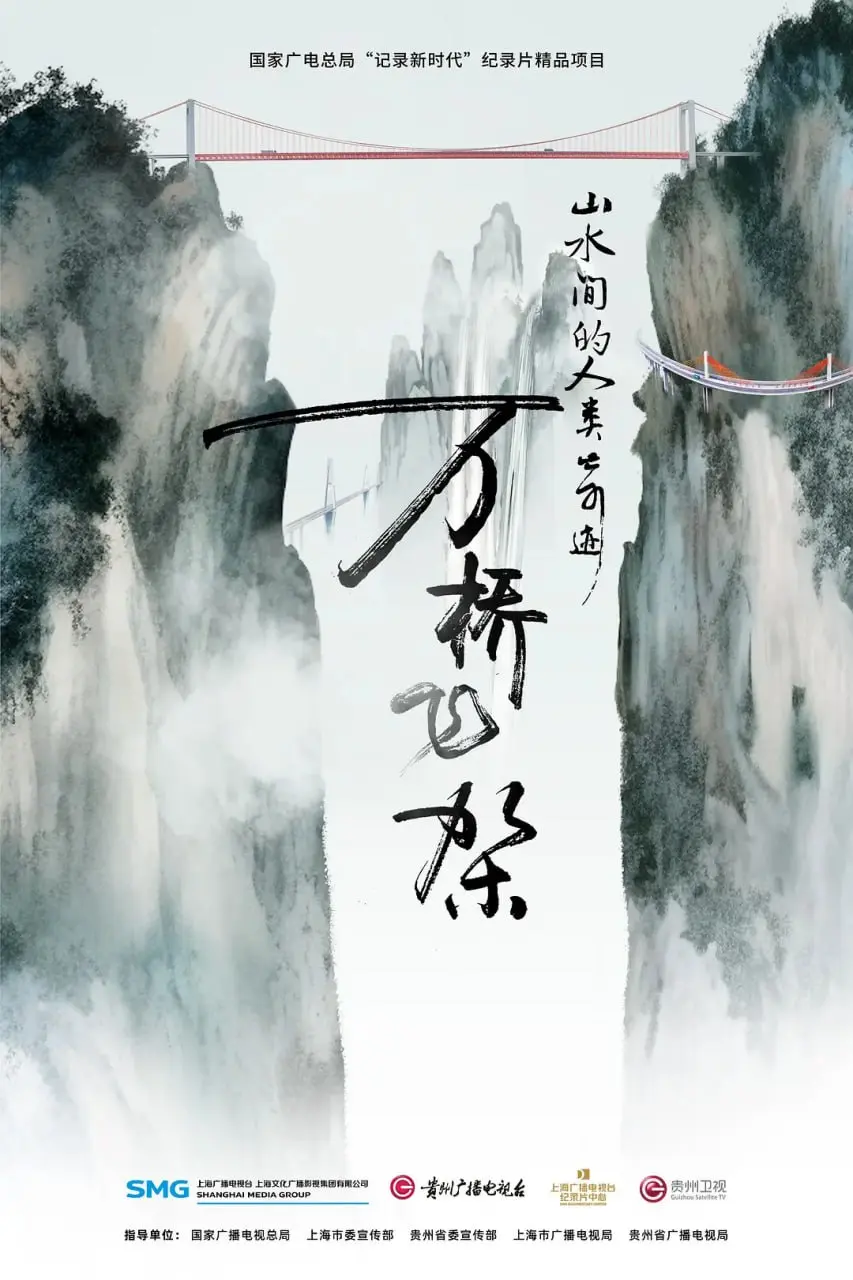 国家广电总局“记录新时代”纪录片精品项目
山水间的人类奇迹
万桥飞架
SMG 上海广播电视台 上海文化广播影视集团有限公司
SHANGHAI MEDIA GROUP
贵州广播电视台
上海广播电视台
纪录片中心
贵州卫视
Guizhou Satellite TV
指导单位： 国家广播电视总局 上海市委宣传部 贵州省委宣传部 上海市广播电视局 贵州省广播电视局